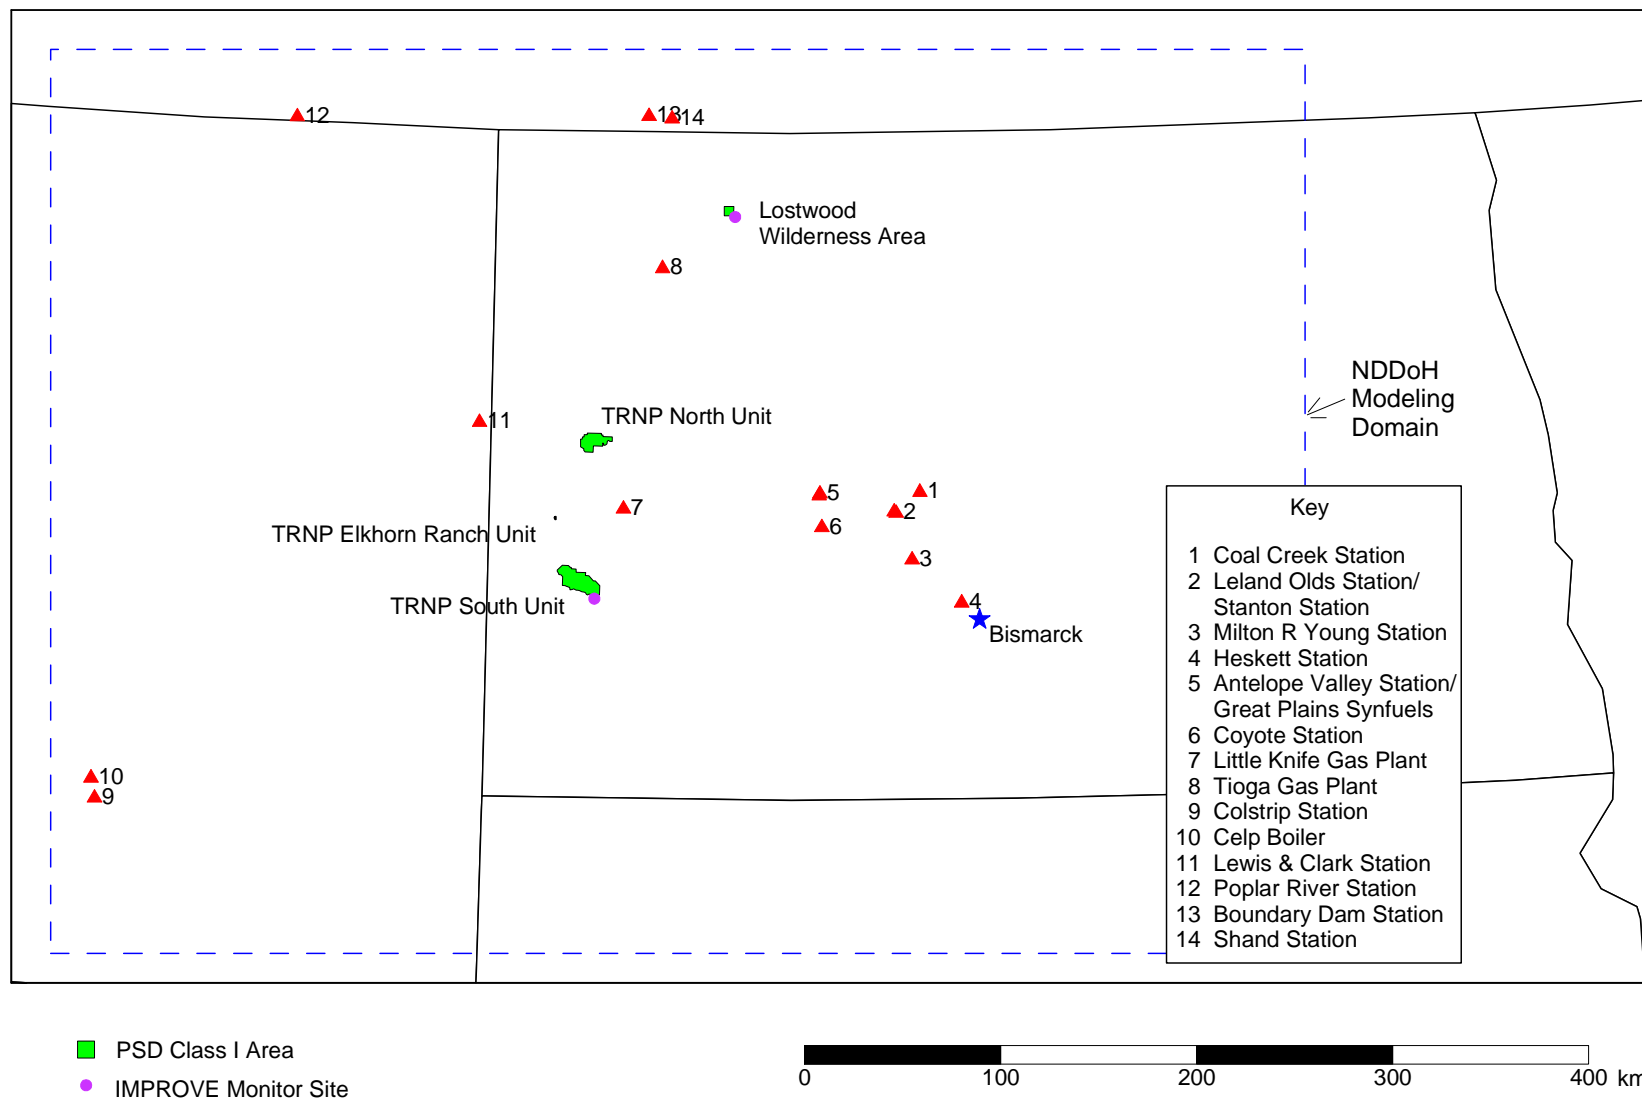 12
13
14
Lostwood
Wilderness Area
8
NDDoH
Modeling
Domain
11
TRNP North Unit
5
1
7
2
6
TRNP Elkhorn Ranch Unit
3
TRNP South Unit
4
Bismarck
10
9
Key
1 Coal Creek Station
2 Leland Olds Station/
Stanton Station
3 Milton R Young Station
4 Heskett Station
5 Antelope Valley Station/
Great Plains Synfuels
6 Coyote Station
7 Little Knife Gas Plant
8 Tioga Gas Plant
9 Colstrip Station
10 Celp Boiler
11 Lewis & Clark Station
12 Poplar River Station
13 Boundary Dam Station
14 Shand Station
PSD Class I Area
IMPROVE Monitor Site
0 100 200 300 400 km